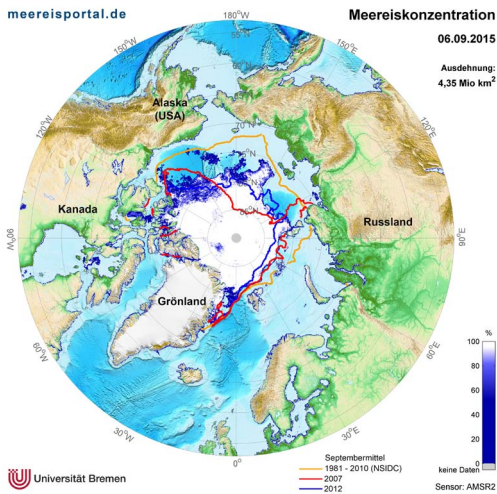 meereisportal.de
Meereiskonzentration
06.09.2015
Ausdehnung:
4,35 Mio km²
180°W
150°W
150°E
120°W
120°E
70°N
Alaska
(USA)
Kanada
Russland
90°W
90°E
Grönland
60°W
60°E
30°W
30°E
0°
%
100
80
60
40
20
0
keine Daten
Sensor: AMSR2
Septembermittel
1981 - 2010 (NSIDC)
2007
2012
Universität Bremen